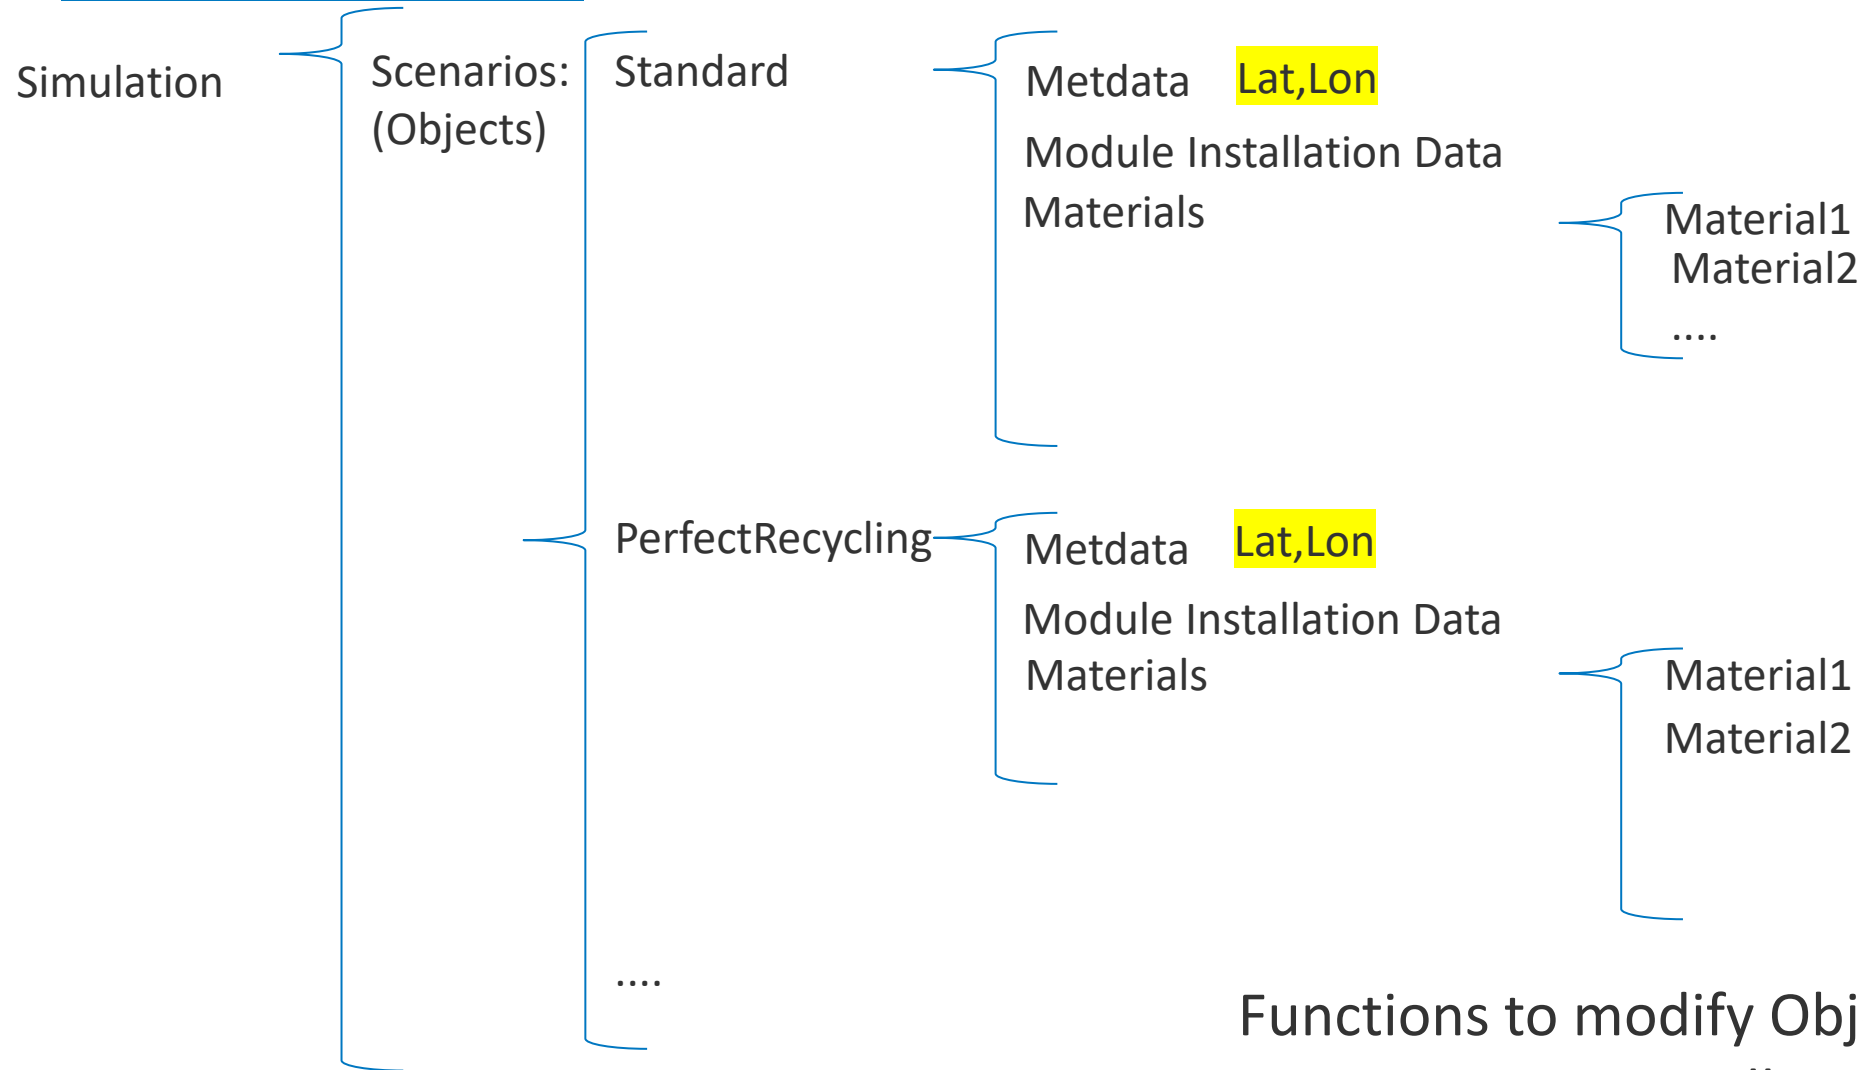 Simulation
Scenarios:
(Objects)
Standard
Metdata Lat,Lon
Module Installation Data
Materials
Material1
Material2
....
PerfectRecycling
Metdata Lat,Lon
Module Installation Data
Materials
Material1
Material2
....
Functions to modify Obj